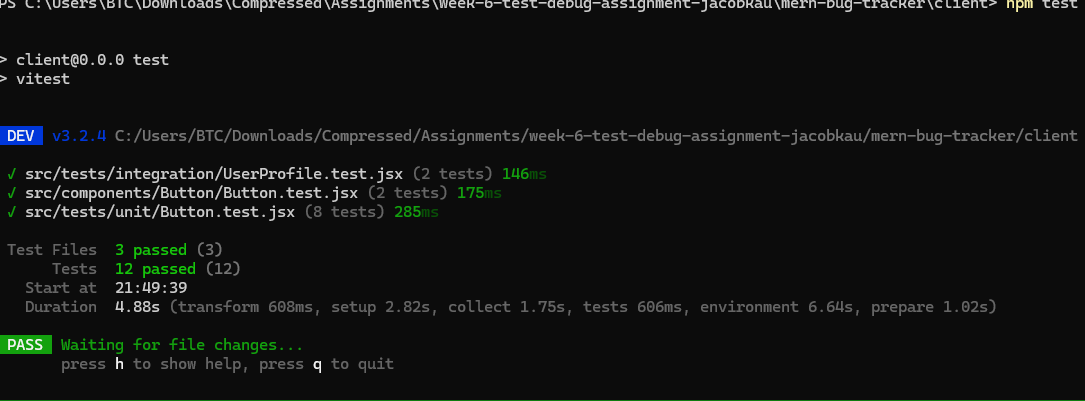 PS C:\Users\BTC\Downloads\Compressed\Assignments\week-6-test-debug-assignment-jacobkau\mern-bug-tracker\client> npm test
> client@0.0.0 test
> vitest
DEV v3.2.4 C:/Users/BTC/Downloads/Compressed/Assignments/week-6-test-debug-assignment-jacobkau/mern-bug-tracker/client
✓ src/tests/integration/UserProfile.test.jsx (2 tests) 146ms
✓ src/components/Button/Button.test.jsx (2 tests) 175ms
✓ src/tests/unit/Button.test.jsx (8 tests) 285ms
Test Files 3 passed (3)
Tests 12 passed (12)
Start at 21:49:39
Duration 4.88s (transform 608ms, setup 2.82s, collect 1.75s, tests 606ms, environment 6.64s, prepare 1.02s)
PASS Waiting for file changes...
press h to show help, press q to quit